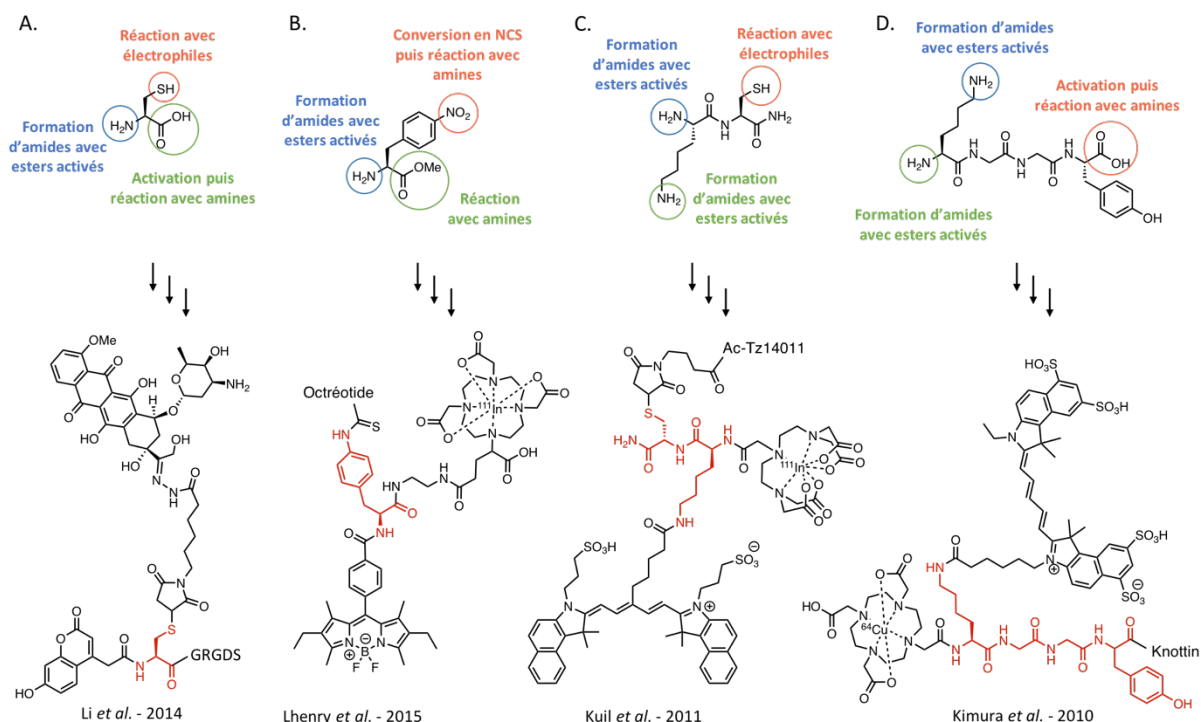 A.
Réaction avec
électrophiles
SH
H₂N
OH
O
Formation
d'amides avec
esters activés
Activation puis
réaction avec amines
B.
Conversion en NCS
puis réaction avec
amines
NO₂
Formation
d'amides avec
esters activés
H₂N
OMe
O
Réaction
avec amines
C.
Formation
d'amides avec
esters activés
Réaction avec
électrophiles
SH
O
H₂N
N
H
NH₂
O
NH₂
Formation
d'amides avec
esters activés
D.
Formation d'amides
avec esters activés
NH₂
Activation puis
réaction avec amines
H₂N
O
H
N
O
N
H
O
H
N
O
OH
OH
Formation d'amides
avec esters activés
OMe
O
OH
O
OH
O
OH
O
OH
NH₂
OH
N
NH
O
O
N
O
S
O
O
HO
O
N
H
O
GRGDS
Li et al. - 2014
Octréotide
HN
S
O
O
N
N
¹¹¹In
N
N
O
O
O
O
OH
O
H
N
N
H
O
O
NH
O
N
N
B
F
F
Lhenry et al. - 2015
Ac-Tz14011
O
O
N
O
S
H₂N
O
H
N
O
H
N
O
N
N
¹¹¹In
N
N
O
O
O
O
O
O
NH
O
SO₃H
SO₃
N
N
Kuil et al. - 2011
HO₃S
SO₃H
N
SO₃H
N
SO₃
O
HN
O
O
HO
O
N
N
⁶⁴Cu
N
N
O
O
H
N
O
H
N
O
N
H
O
H
N
O
Knottin
OH
Kimura et al. - 2010